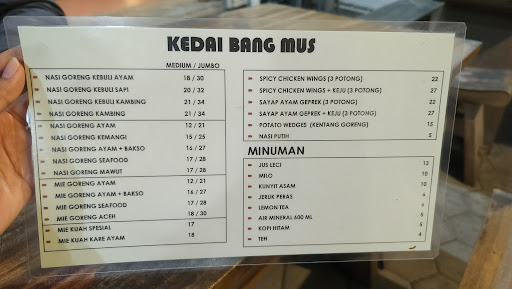 KEDAI BANG MUS
MEDIUM / JUMBO
NASI GORENG KEBULI AYAM 18 / 30
NASI GORENG KEBULI SAPI 20 / 32
NASI GORENG KEBULI KAMBING 21 / 34
NASI GORENG KAMBING 21 / 34
NASI GORENG AYAM 12 / 21
NASI GORENG KEMANGI 15 / 25
NASI GORENG AYAM + BAKSO 16 / 27
NASI GORENG SEAFOOD 17 / 28
NASI GORENG MAWUT 17 / 28
MIE GORENG AYAM 12 / 21
MIE GORENG AYAM + BAKSO 16 / 27
MIE GORENG SEAFOOD 17 / 28
MIE GORENG ACEH 18 / 30
MIE KUAH SPESIAL 17
MIE KUAH KARE AYAM 18
SPICY CHICKEN WINGS (3 POTONG) 22
SPICY CHICKEN WINGS + KEJU (3 POTONG) 27
SAYAP AYAM GEPREK (3 POTONG) 22
SAYAP AYAM GEPREK + KEJU (3 POTONG) 27
POTATO WEDGES (KENTANG GORENG) 15
NASI PUTIH 5
MINUMAN
JUS LECI 13
MILO 10
KUNYIT ASAM 10
JERUK PERAS
LEMON TEA
AIR MINERAL 600 ML
KOPI HITAM
TEH